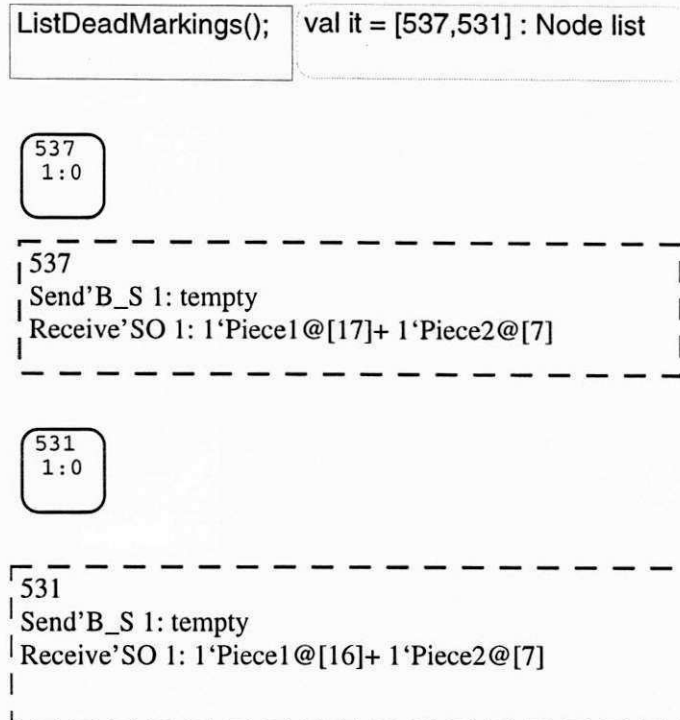 ListDeadMarkings();
val it = [537,531] : Node list
537
1:0
537
Send’B_S 1: tempty
Receive’SO 1: 1‘Piece1@[17]+ 1‘Piece2@[7]
531
1:0
531
Send’B_S 1: tempty
Receive’SO 1: 1‘Piece1@[16]+ 1‘Piece2@[7]